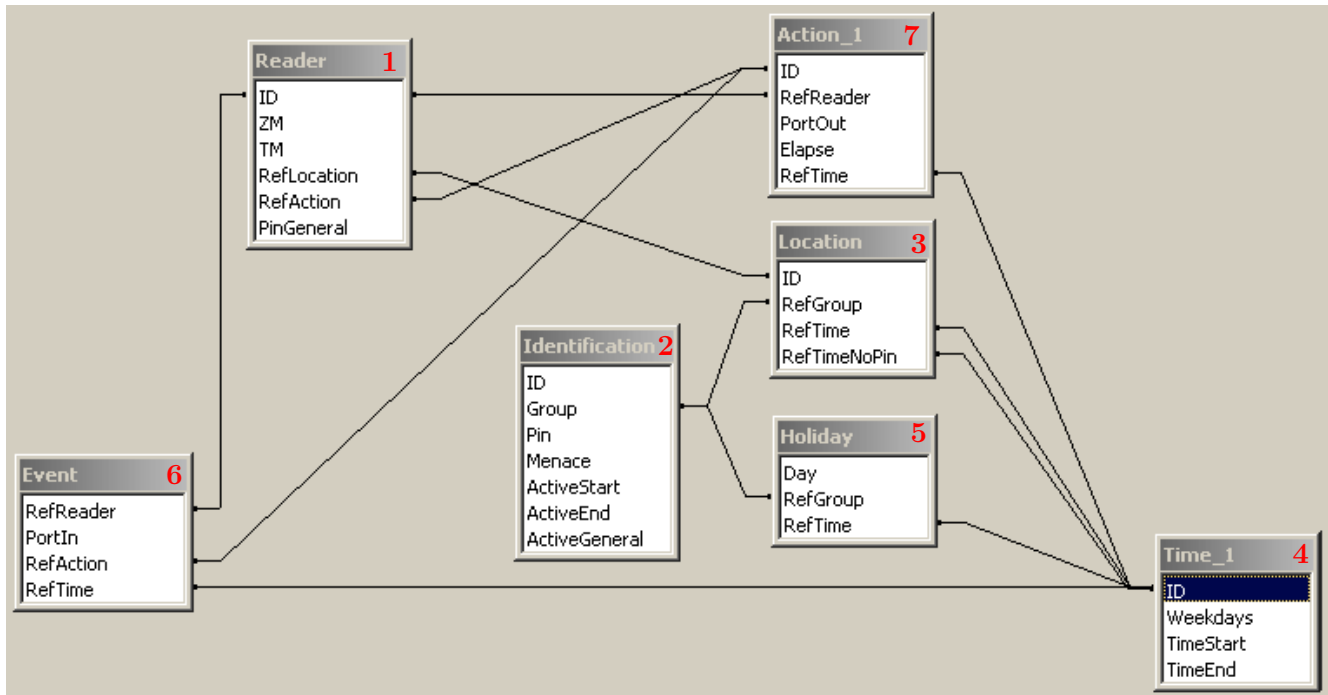 Reader 1
ID
ZM
TM
RefLocation
RefAction
PinGeneral
Action_1 7
ID
RefReader
PortOut
Elapse
RefTime
Location 3
ID
RefGroup
RefTime
RefTimeNoPin
Identification 2
ID
Group
Pin
Menace
ActiveStart
ActiveEnd
ActiveGeneral
Holiday 5
Day
RefGroup
RefTime
Event 6
RefReader
PortIn
RefAction
RefTime
Time_1 4
ID
Weekdays
TimeStart
TimeEnd